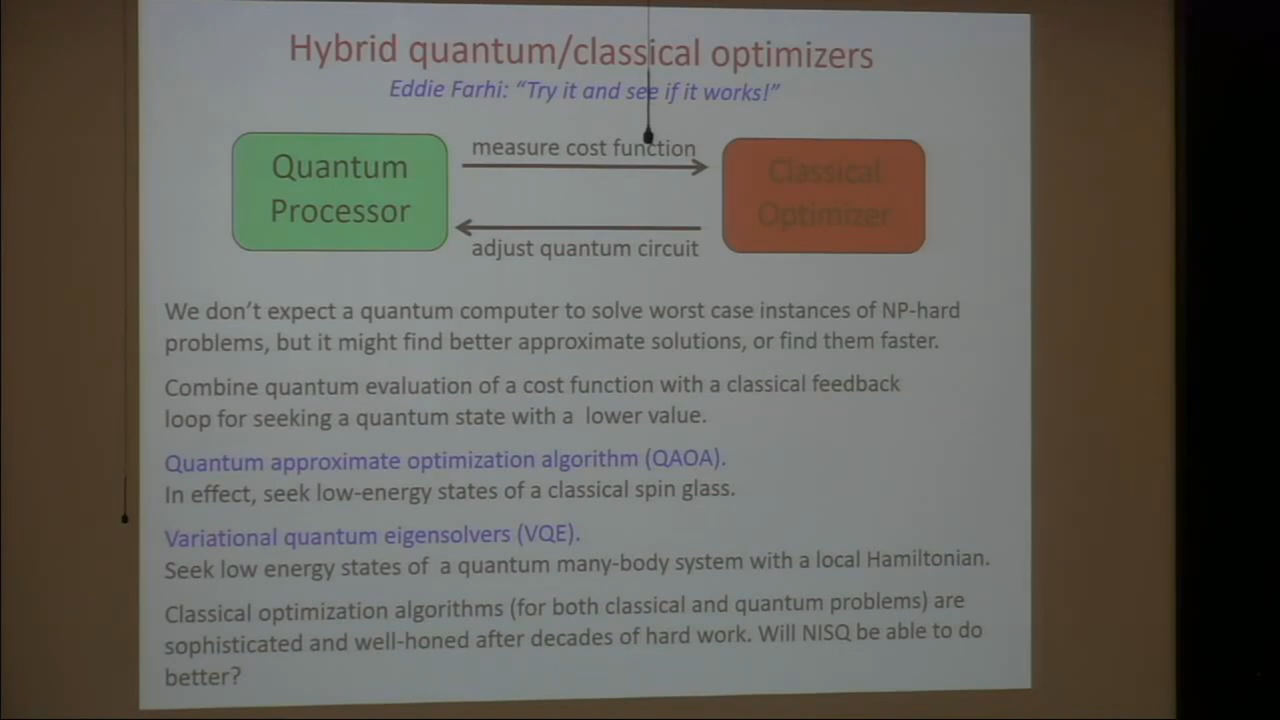 Hybrid quantum/classical optimizers
Eddie Farhi: “Try it and see if it works!”
Quantum
Processor
measure cost function
adjust quantum circuit
Classical
Optimizer
We don’t expect a quantum computer to solve worst case instances of NP-hard
problems, but it might find better approximate solutions, or find them faster.
Combine quantum evaluation of a cost function with a classical feedback
loop for seeking a quantum state with a lower value.
Quantum approximate optimization algorithm (QAOA).
In effect, seek low-energy states of a classical spin glass.
Variational quantum eigensolvers (VQE).
Seek low energy states of a quantum many-body system with a local Hamiltonian.
Classical optimization algorithms (for both classical and quantum problems) are
sophisticated and well-honed after decades of hard work. Will NISQ be able to do
better?